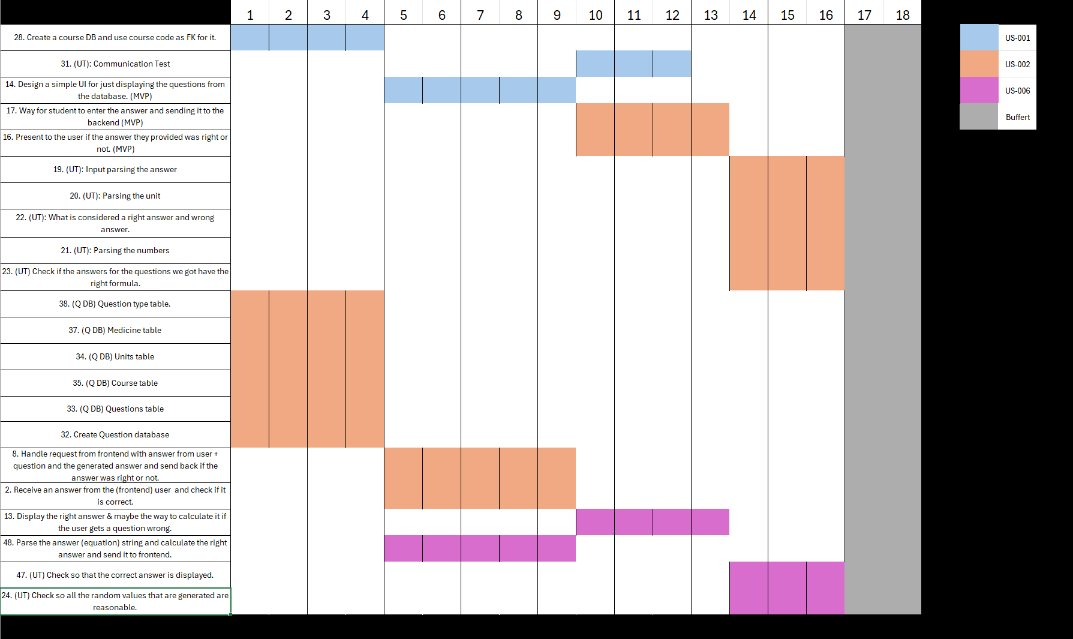 1 2 3 4 5 6 7 8 9 10 11 12 13 14 15 16 17 18
28. Create a course DB and use course code as FK for it.
31. (UT): Communication Test
14. Design a simple UI for just displaying the questions from
the database. (MVP)
17. Way for student to enter the answer and sending it to the
backend (MVP)
16. Present to the user if the answer they provided was right or
not. (MVP)
19. (UT): Input parsing the answer
20. (UT): Parsing the unit
22. (UT): What is considered a right answer and wrong
answer.
21. (UT): Parsing the numbers
23. (UT) Check if the answers for the questions we got have the
right formula.
38. (Q DB) Question type table.
37. (Q DB) Medicine table
34. (Q DB) Units table
35. (Q DB) Course table
33. (Q DB) Questions table
32. Create Question database
8. Handle request from frontend with answer from user +
question and the generated answer and send back if the
answer was right or not.
2. Receive an answer from the (frontend) user and check if it
is correct.
13. Display the right answer & maybe the way to calculate it if
the user gets a question wrong.
48. Parse the answer (equation) string and calculate the right
answer and send it to frontend.
47. (UT) Check so that the correct answer is displayed.
24. (UT) Check so all the random values that are generated are
reasonable.
US-001
US-002
US-006
Buffert